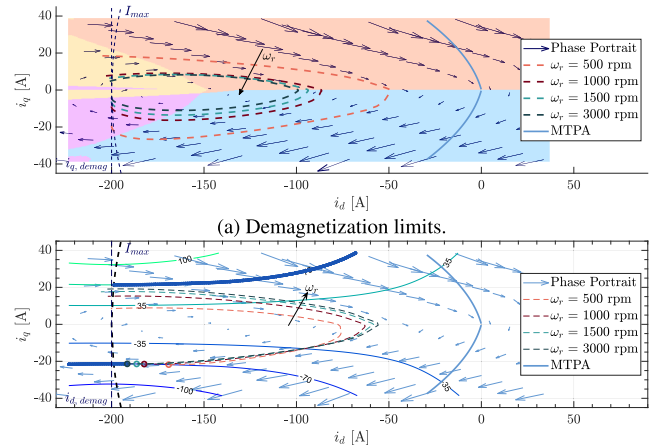 I_max
40
20
0
-20
-40
i_q [A]
ω_r
Phase Portrait
ω_r = 500 rpm
ω_r = 1000 rpm
ω_r = 1500 rpm
ω_r = 3000 rpm
MTPA
i_q, demag
-200 -150 -100 -50 0 50
i_d [A]
(a) Demagnetization limits.
I_max
40
20
0
-20
-40
i_q [A]
100
35
35
-35
-35
-70
-100
ω_r
Phase Portrait
ω_r = 500 rpm
ω_r = 1000 rpm
ω_r = 1500 rpm
ω_r = 3000 rpm
MTPA
i_d, demag
-200 -150 -100 -50 0 50
i_d [A]